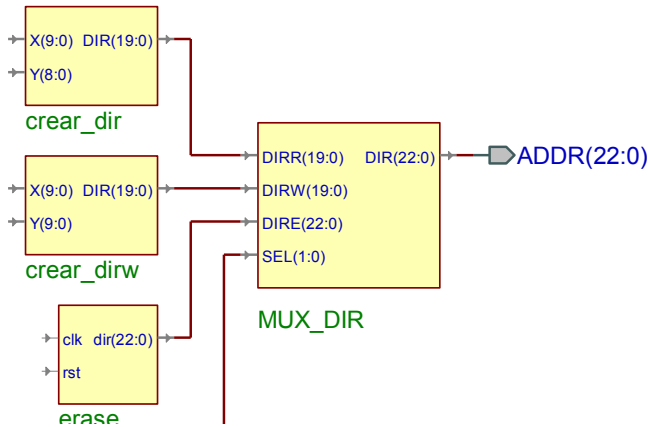 X(9:0) DIR(19:0)
Y(8:0)
crear_dir
X(9:0) DIR(19:0)
Y(9:0)
crear_dirw
clk dir(22:0)
rst
erase
DIRR(19:0) DIR(22:0)
DIRW(19:0)
DIRE(22:0)
SEL(1:0)
MUX_DIR
ADDR(22:0)